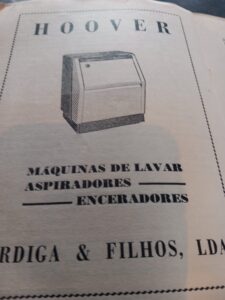 HOOVER
MÁQUINAS DE LAVAR
ASPIRADORES
ENCERADORES
RDIGA & FILHOS, LDA